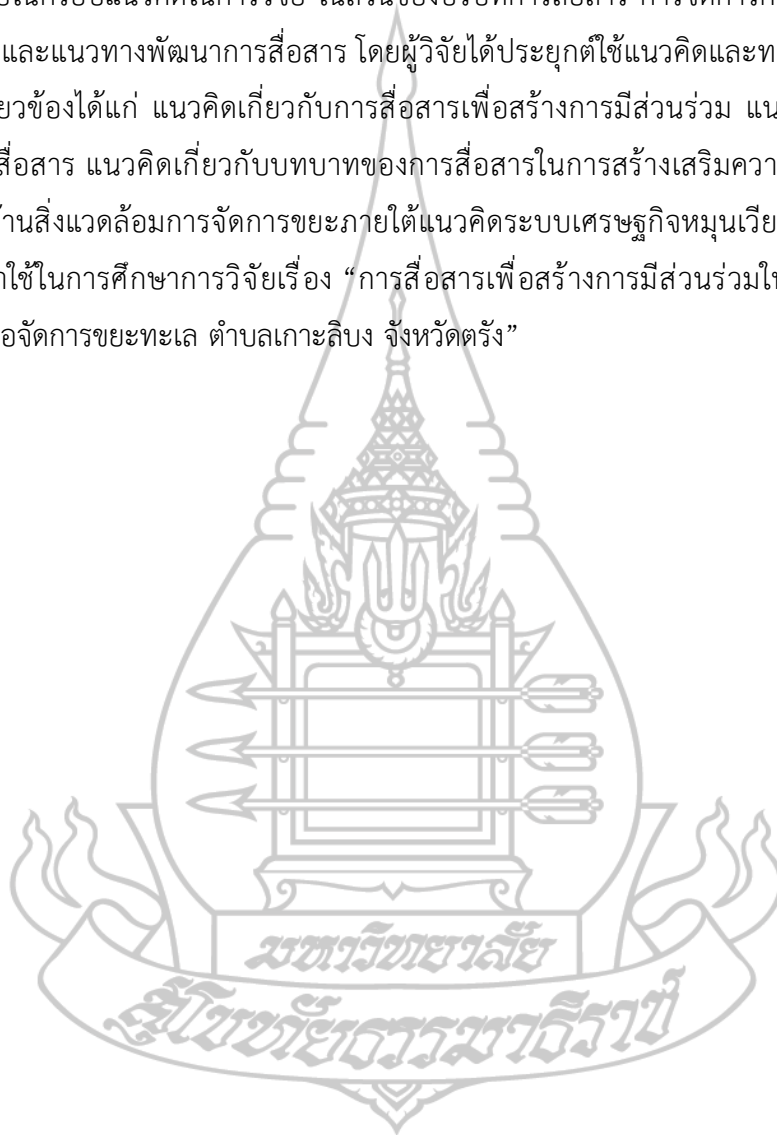 และแนวทางพัฒนาการสื่อสาร โดยผู้วิจัยได้ประยุกต์ใช้แนวคิดและท
ยวข้องได้แก่ แนวคิดเกี่ยวกับการสื่อสารเพื่อสร้างการมีส่วนร่วม แน
สื่อสาร แนวคิดเกี่ยวกับบทบาทของการสื่อสารในการสร้างเสริมควา
้านสิ่งแวดล้อมการจัดการขยะภายใต้แนวคิดระบบเศรษฐกิจหมุนเวีย
ใช้ในการศึกษาการวิจัยเรื่อง “การสื่อสารเพื่อสร้างการมีส่วนร่วมใ
อจัดการขยะทะเล ตำบลเกาะลิบง จังหวัดตรัง”
มหาวิทยาลัย
สุโขทัยธรรมาธิราช